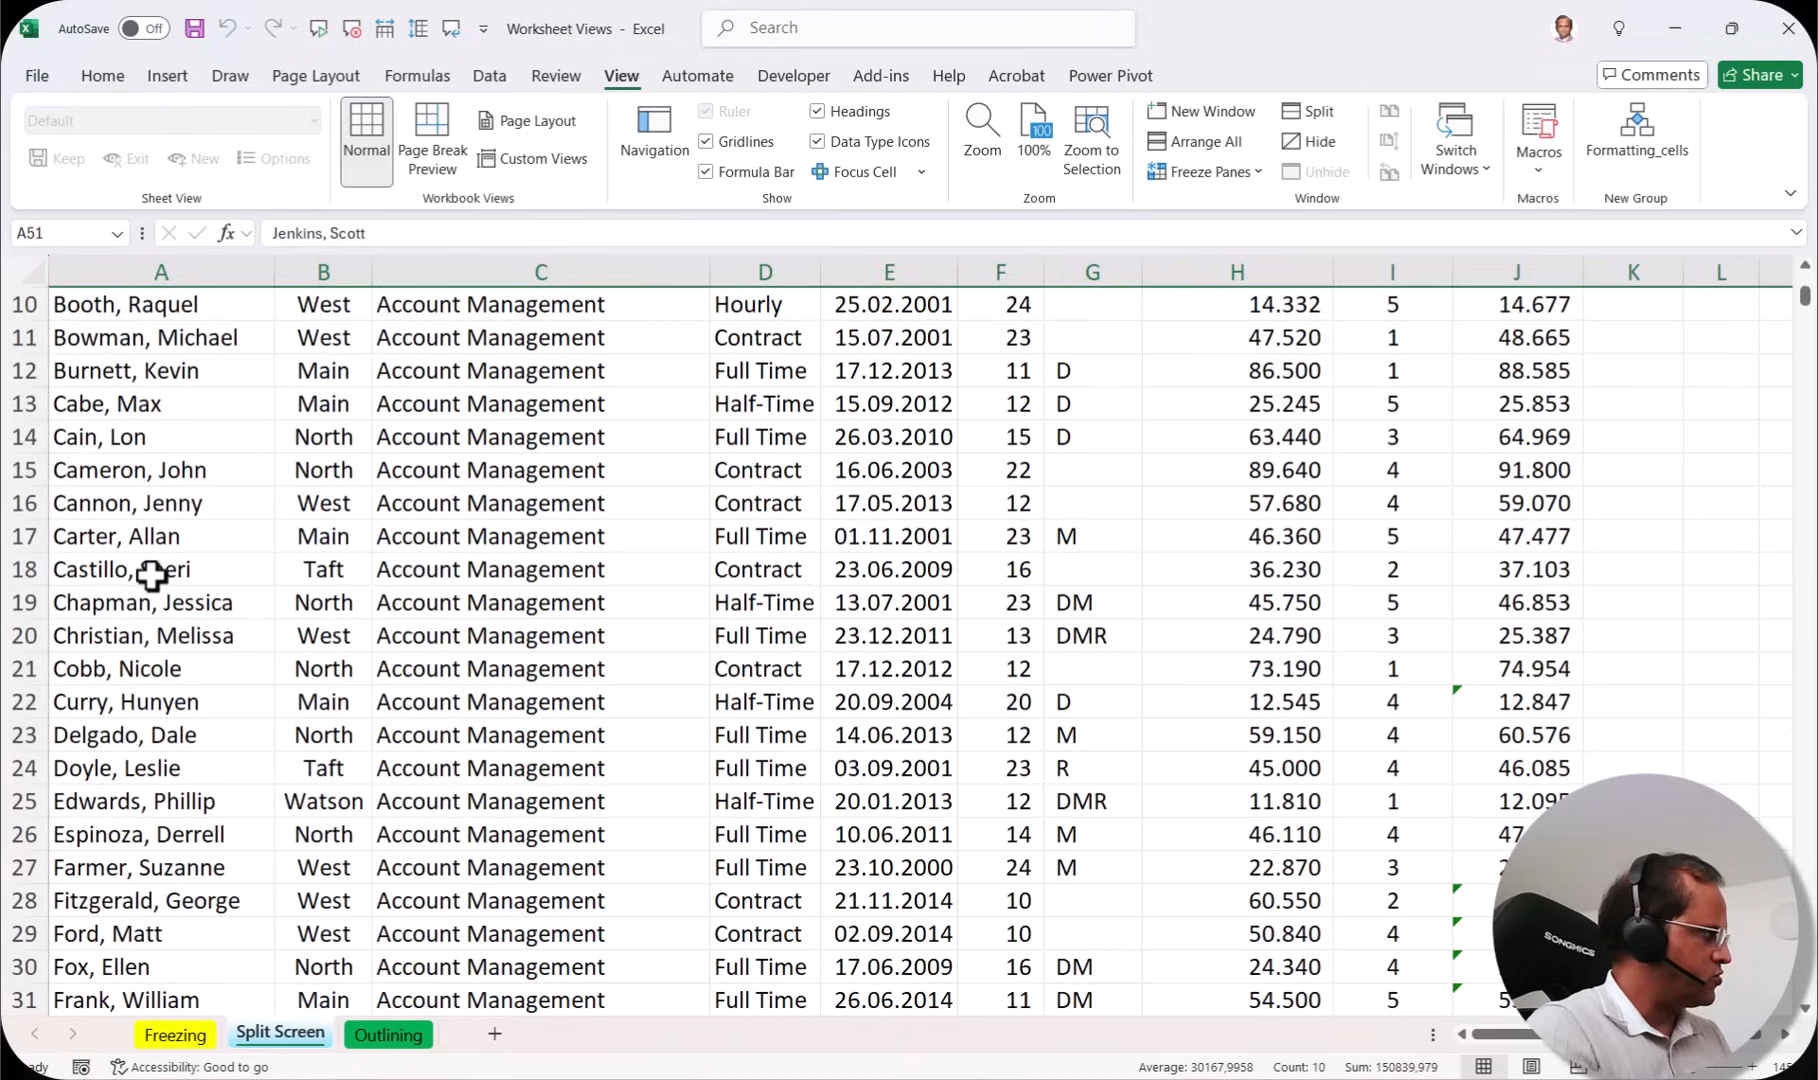 AutoSave Off Worksheet Views - Excel Search
File Home Insert Draw Page Layout Formulas Data Review View Automate Developer Add-ins Help Acrobat Power Pivot Comments Share
Default
Keep Exit New Options
Sheet View
Normal
Page Break Preview
Page Layout
Custom Views
Workbook Views
Navigation
Ruler
Gridlines
Formula Bar
Headings
Data Type Icons
Focus Cell
Show
Zoom
100
100%
Zoom to Selection
Zoom
New Window
Arrange All
Freeze Panes
Split
Hide
Unhide
Switch Windows
Window
Macros
Macros
Formatting_cells
New Group
A51 fx Jenkins, Scott
A B C D E F G H I J K L
10 Booth, Raquel West Account Management Hourly 25.02.2001 24 14.332 5 14.677
11 Bowman, Michael West Account Management Contract 15.07.2001 23 47.520 1 48.665
12 Burnett, Kevin Main Account Management Full Time 17.12.2013 11 D 86.500 1 88.585
13 Cabe, Max Main Account Management Half-Time 15.09.2012 12 D 25.245 5 25.853
14 Cain, Lon North Account Management Full Time 26.03.2010 15 D 63.440 3 64.969
15 Cameron, John North Account Management Contract 16.06.2003 22 89.640 4 91.800
16 Cannon, Jenny West Account Management Contract 17.05.2013 12 57.680 4 59.070
17 Carter, Allan Main Account Management Full Time 01.11.2001 23 M 46.360 5 47.477
18 Castillo, Taft Account Management Contract 23.06.2009 16 36.230 2 37.103
19 Chapman, Jessica North Account Management Half-Time 13.07.2001 23 DM 45.750 5 46.853
20 Christian, Melissa West Account Management Full Time 23.12.2011 13 DMR 24.790 3 25.387
21 Cobb, Nicole North Account Management Contract 17.12.2012 12 73.190 1 74.954
22 Curry, Hunyen Main Account Management Half-Time 20.09.2004 20 D 12.545 4 12.847
23 Delgado, Dale North Account Management Full Time 14.06.2013 12 M 59.150 4 60.576
24 Doyle, Leslie Taft Account Management Full Time 03.09.2001 23 R 45.000 4 46.085
25 Edwards, Phillip Watson Account Management Half-Time 20.01.2013 12 DMR 11.810 1 12.095
26 Espinoza, Derrell North Account Management Full Time 10.06.2011 14 M 46.110 4
27 Farmer, Suzanne West Account Management Full Time 23.10.2000 24 M 22.870 3
28 Fitzgerald, George West Account Management Contract 21.11.2014 10 60.550 2
29 Ford, Matt West Account Management Contract 02.09.2014 10 50.840 4
30 Fox, Ellen North Account Management Full Time 17.06.2009 16 DM 24.340 4
31 Frank, William Main Account Management Full Time 26.06.2014 11 DM 54.500 5
SONGMICS
Freezing Split Screen Outlining
Accessibility: Good to go Average: 30167,9958 Count: 10 Sum: 150839,979